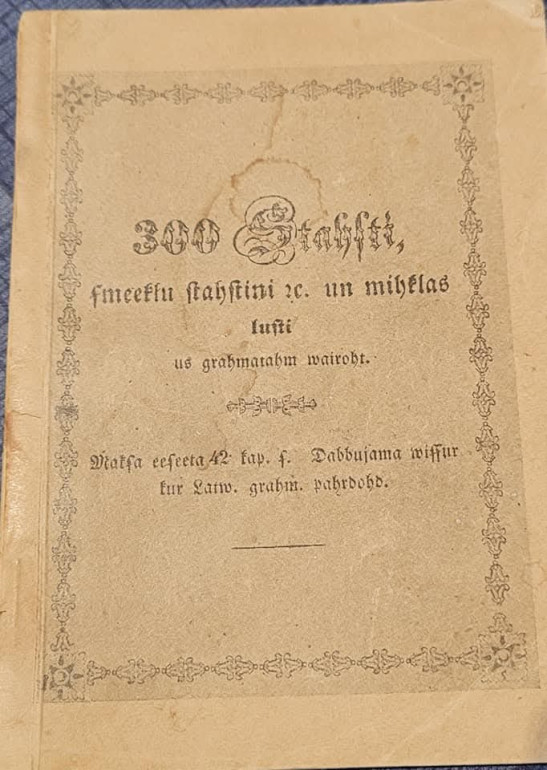 300 Stahſti,
ſmeeklu ſtahſtini ꝛc. un mihklas
luſti
us grahmatahm wairoht.
Makſa eeſeeta 42 kap. ſ. Dabbujama wiſſur
kur Latw. grahm. pahrdohd.